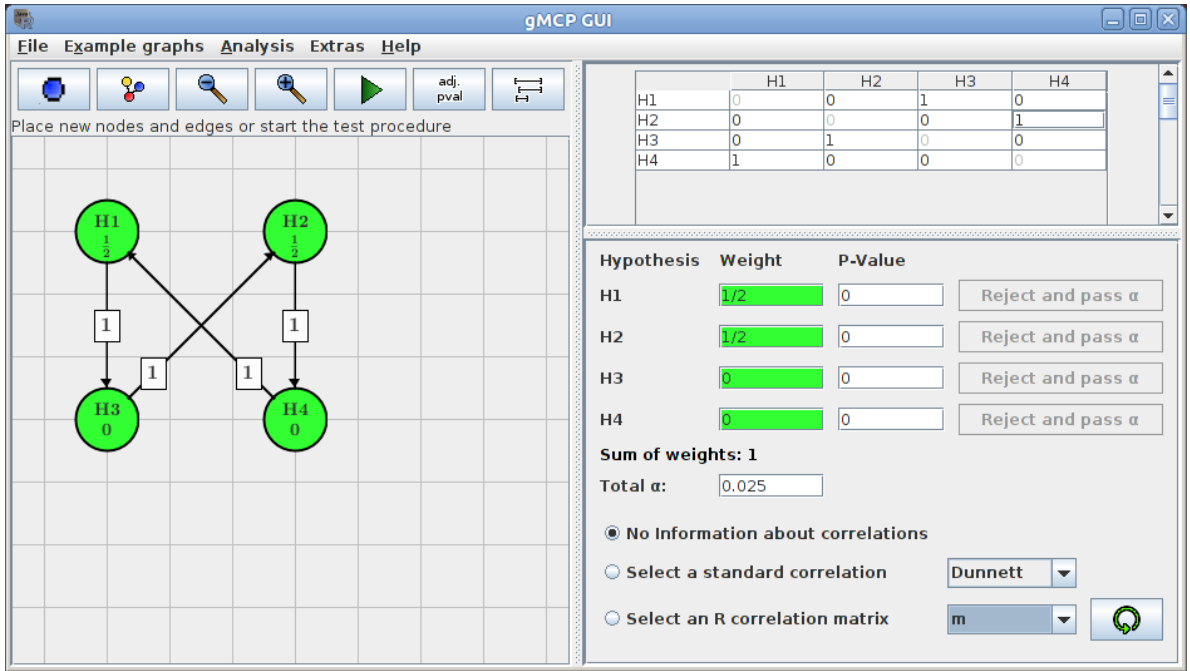 gMCP GUI
File Example graphs Analysis Extras Help
adj.
pval
Place new nodes and edges or start the test procedure
H1 H2 H3 H4
H1 0 0 1 0
H2 0 0 0 1
H3 0 1 0 0
H4 1 0 0 0
H1 H2
1/2 1/2
1 1
1 1
H3 H4
0 0
Hypothesis Weight P-Value
H1 1/2 0 Reject and pass α
H2 1/2 0 Reject and pass α
H3 0 0 Reject and pass α
H4 0 0 Reject and pass α
Sum of weights: 1
Total α: 0.025
No Information about correlations
Select a standard correlation Dunnett
Select an R correlation matrix m